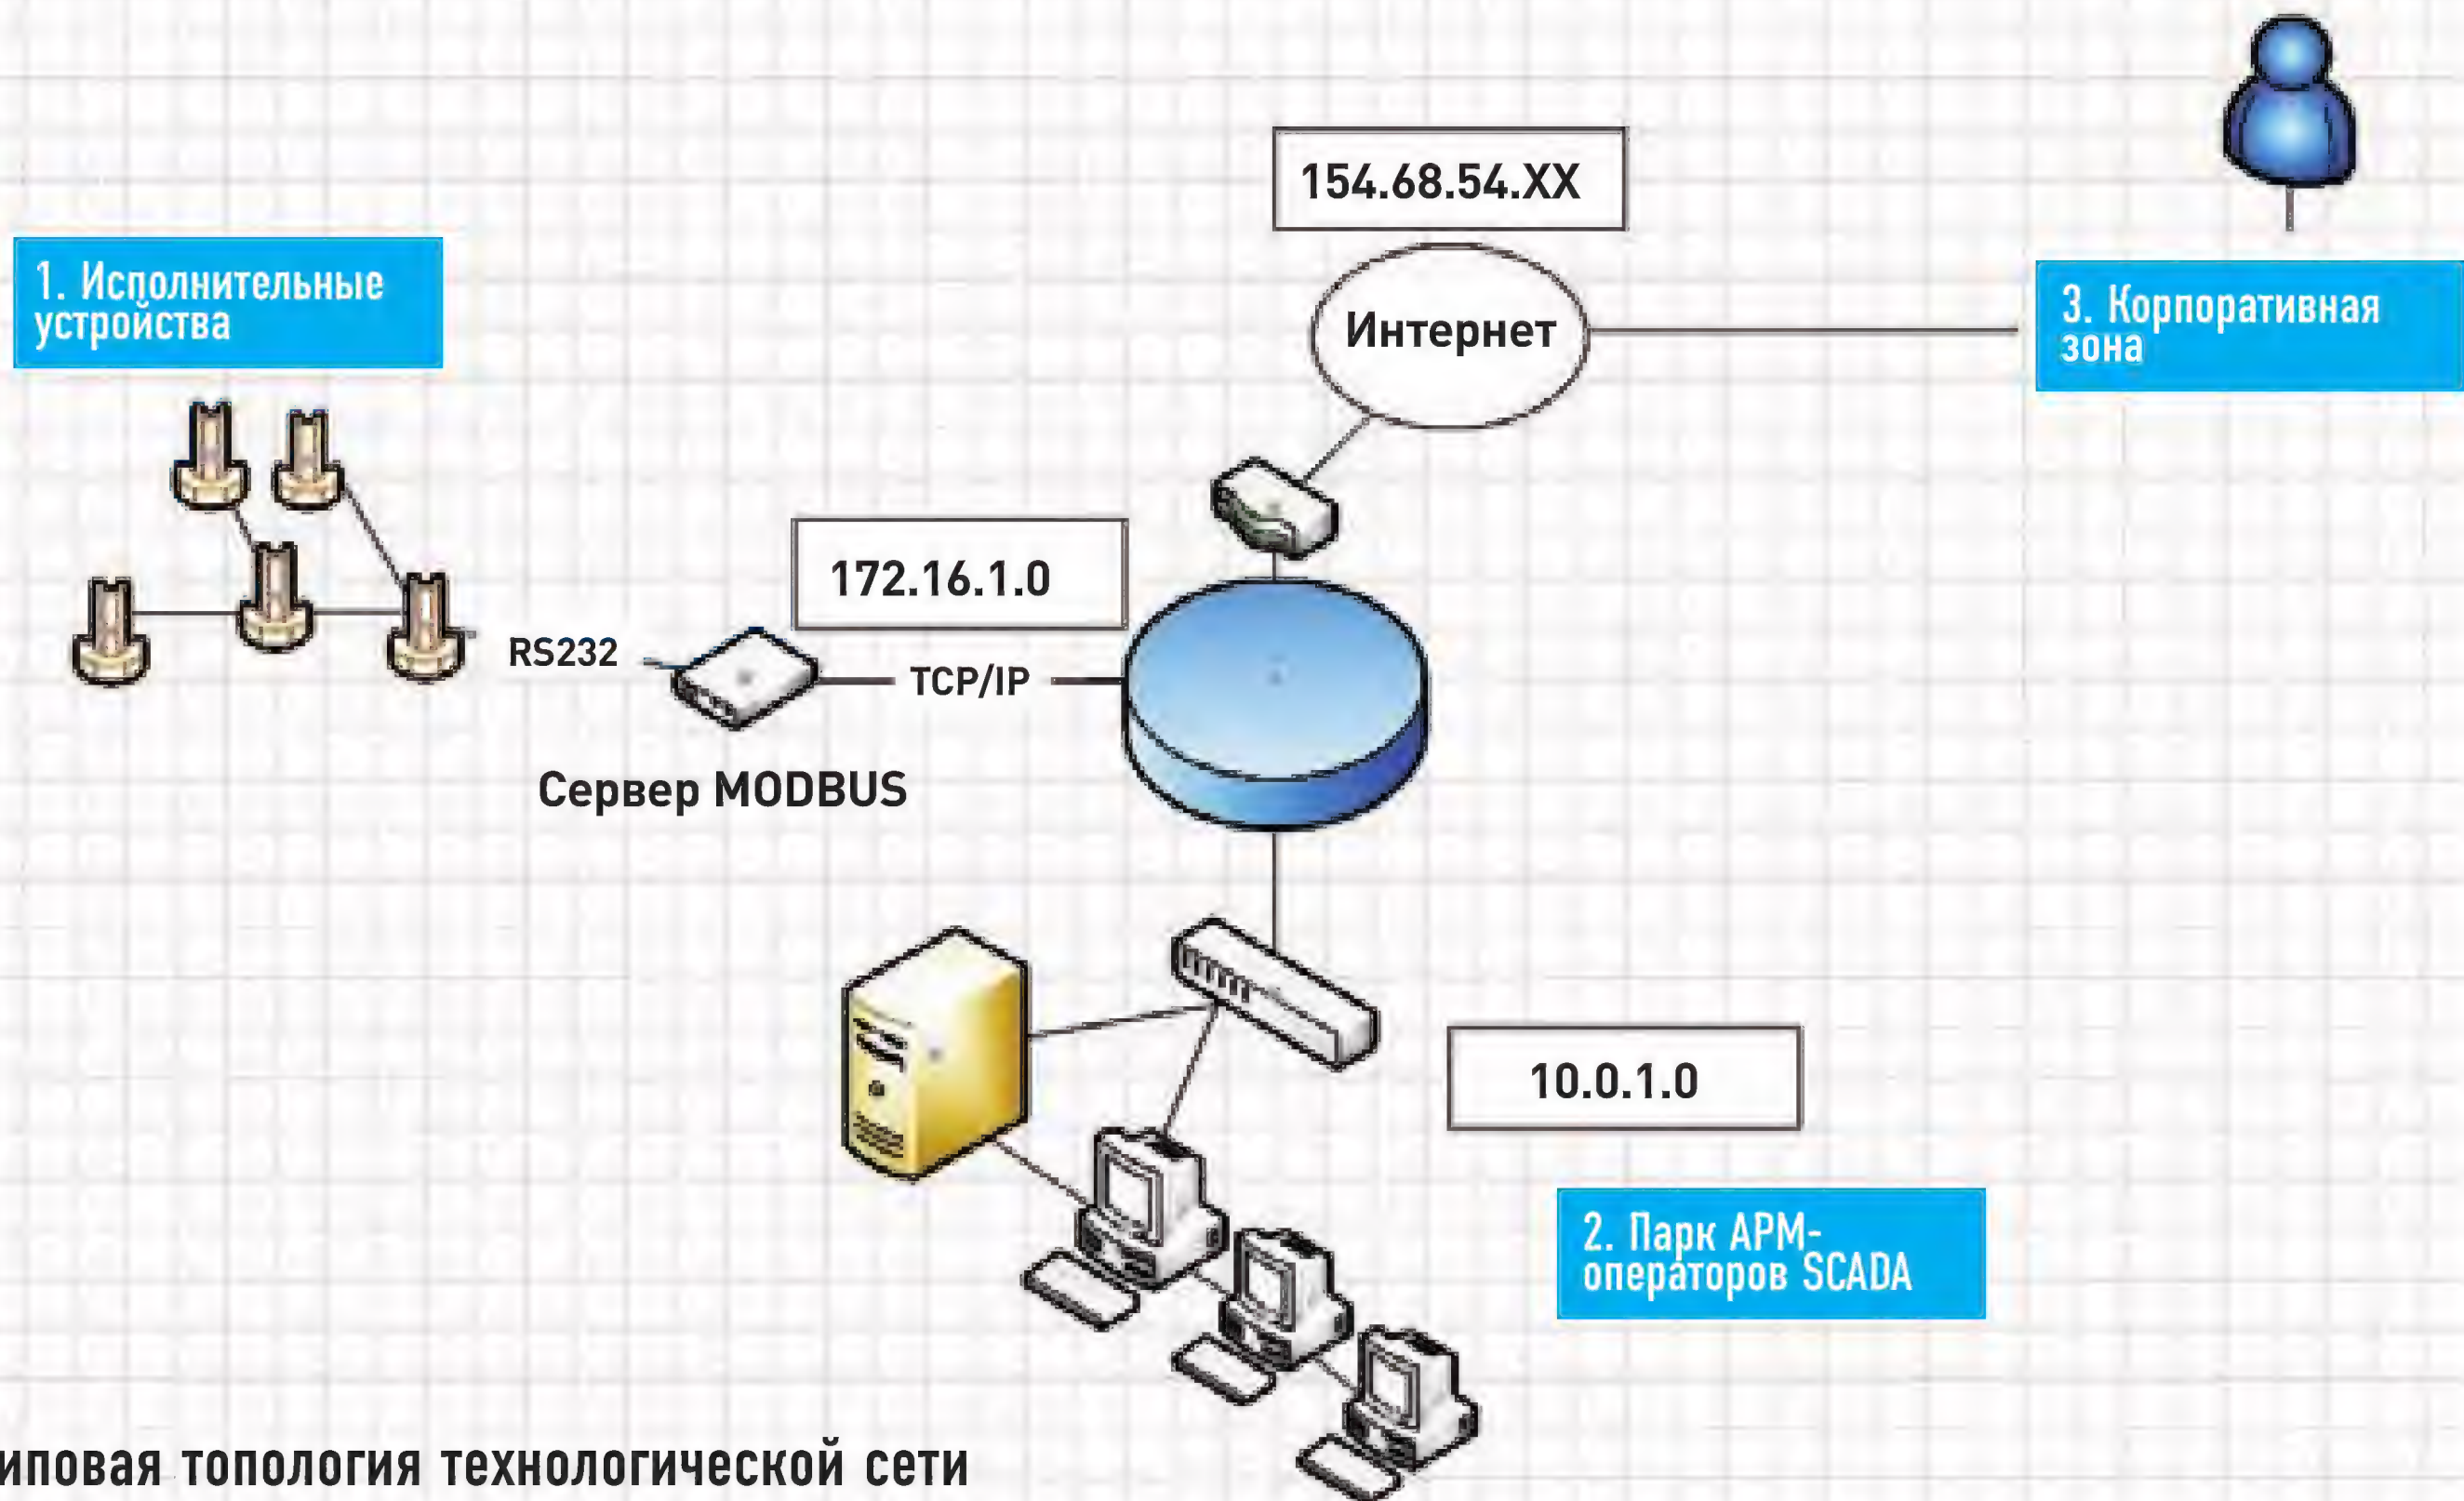 154.68.54.XX
1. Исполнительные
устройства
Интернет
3. Корпоративная
зона
172.16.1.0
RS232
TCP/IP
Сервер MODBUS
10.0.1.0
2. Парк АРМ-
операторов SCADA
иповая топология технологической сети